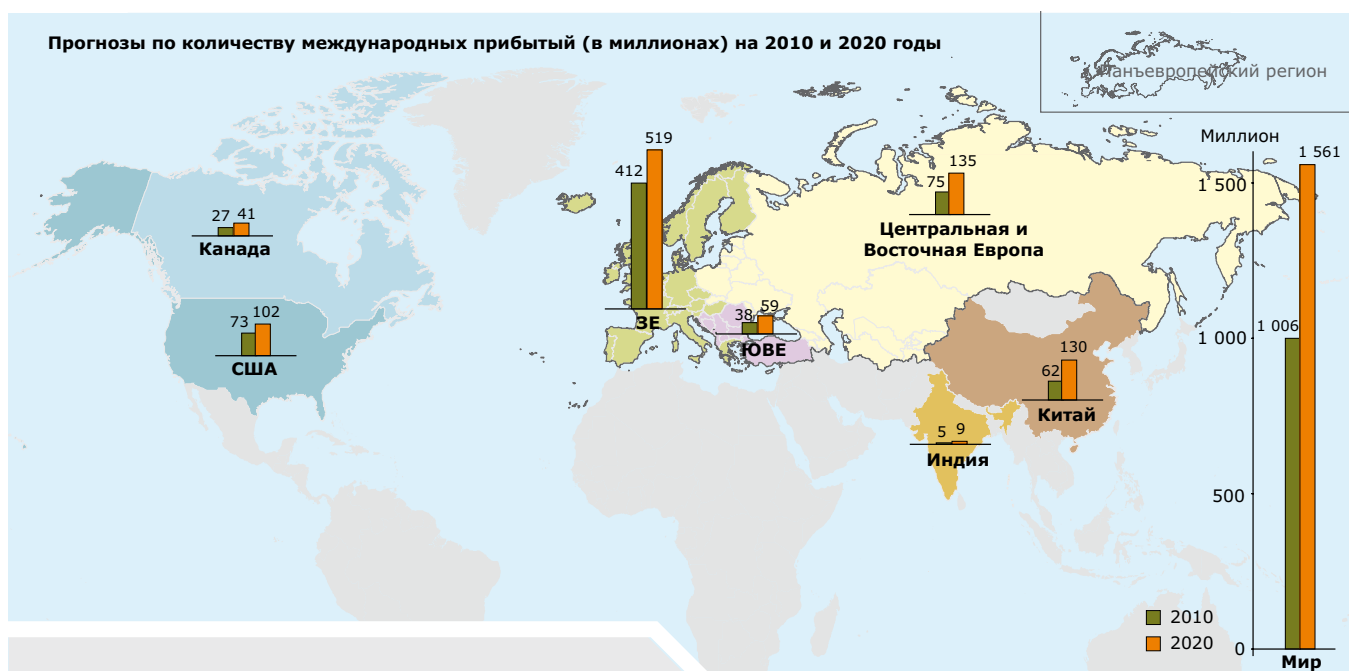 Прогнозы по количеству международных прибытый (в миллионах) на 2010 и 2020 годы
Панъевропейский регион
Миллион
1 561
1 500
1 006
1 000
500
0
Мир
27 41
Канада
73 102
США
412 519
ЗЕ
38 59
ЮВЕ
75 135
Центральная и
Восточная Европа
62 130
Китай
5 9
Индия
2010
2020